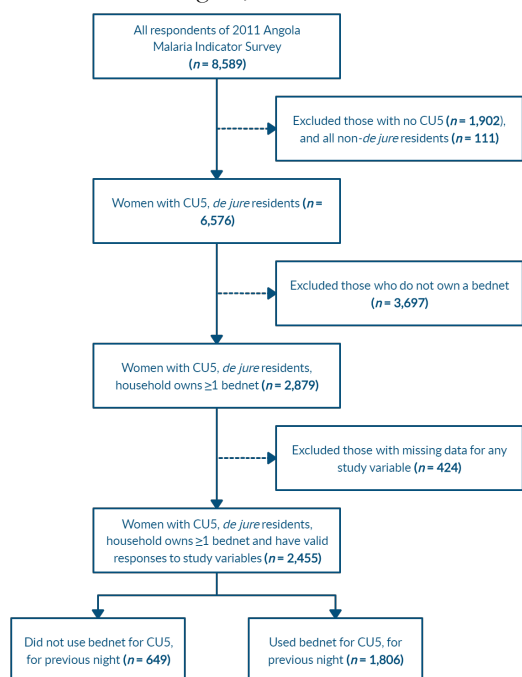 All respondents of 2011 Angola
Malaria Indicator Survey
(n = 8,589)
Excluded those with no CU5 (n = 1,902),
and all non-de jure residents (n = 111)
Women with CU5, de jure residents (n =
6,576)
Excluded those who do not own a bednet
(n = 3,697)
Women with CU5, de jure residents,
household owns ≥1 bednet (n = 2,879)
Excluded those with missing data for any
study variable (n = 424)
Women with CU5, de jure residents,
household owns ≥1 bednet and have valid
responses to study variables (n = 2,455)
Did not use bednet for CU5,
for previous night (n = 649)
Used bednet for CU5, for
previous night (n = 1,806)